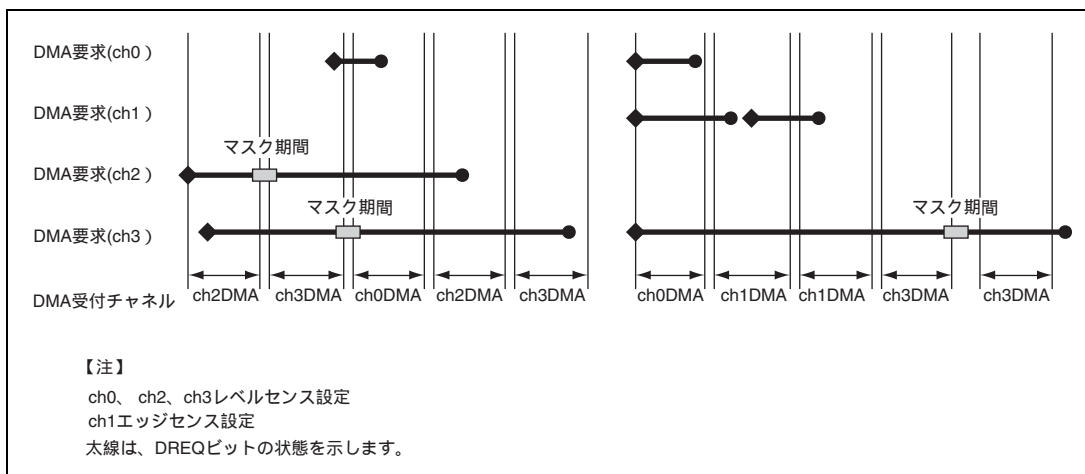 DMA要求(ch0 )
DMA要求(ch1 )
マスク期間
DMA要求(ch2 )
マスク期間 マスク期間
DMA要求(ch3 )
DMA受付チャネル ch2DMA ch3DMA ch0DMA ch2DMA ch3DMA ch0DMA ch1DMA ch1DMA ch3DMA ch3DMA
【注】
ch0、 ch2、ch3レベルセンス設定
ch1エッジセンス設定
太線は、DREQビットの状態を示します。